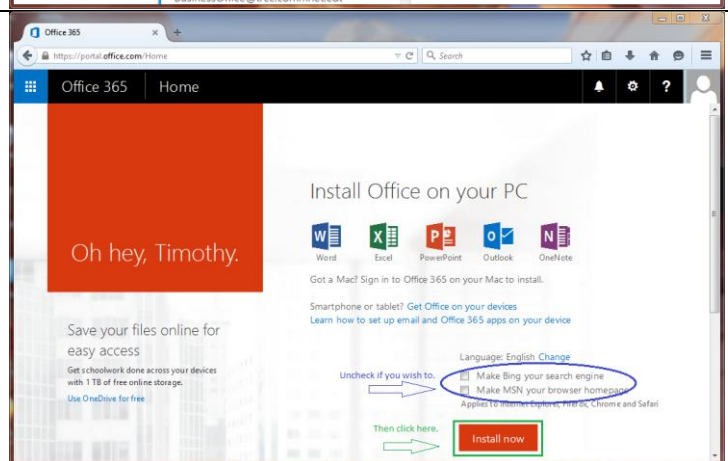 Office 365
https://portal.office.com/Home
Search
Office 365 Home
Install Office on your PC
Oh hey, Timothy.
Word Excel PowerPoint Outlook OneNote
Got a Mac? Sign in to Office 365 on your Mac to install.
Smartphone or tablet? Get Office on your devices
Learn how to set up email and Office 365 apps on your device
Save your files online for
easy access
Get schoolwork done across your devices
with 1 TB of free online storage.
Use OneDrive for free
Language: English Change
Uncheck if you wish to.
Make Bing your search engine
Make MSN your browser homepage
Applies to Internet Explorer, Firefox, Chrome and Safari
Then click here.
Install now